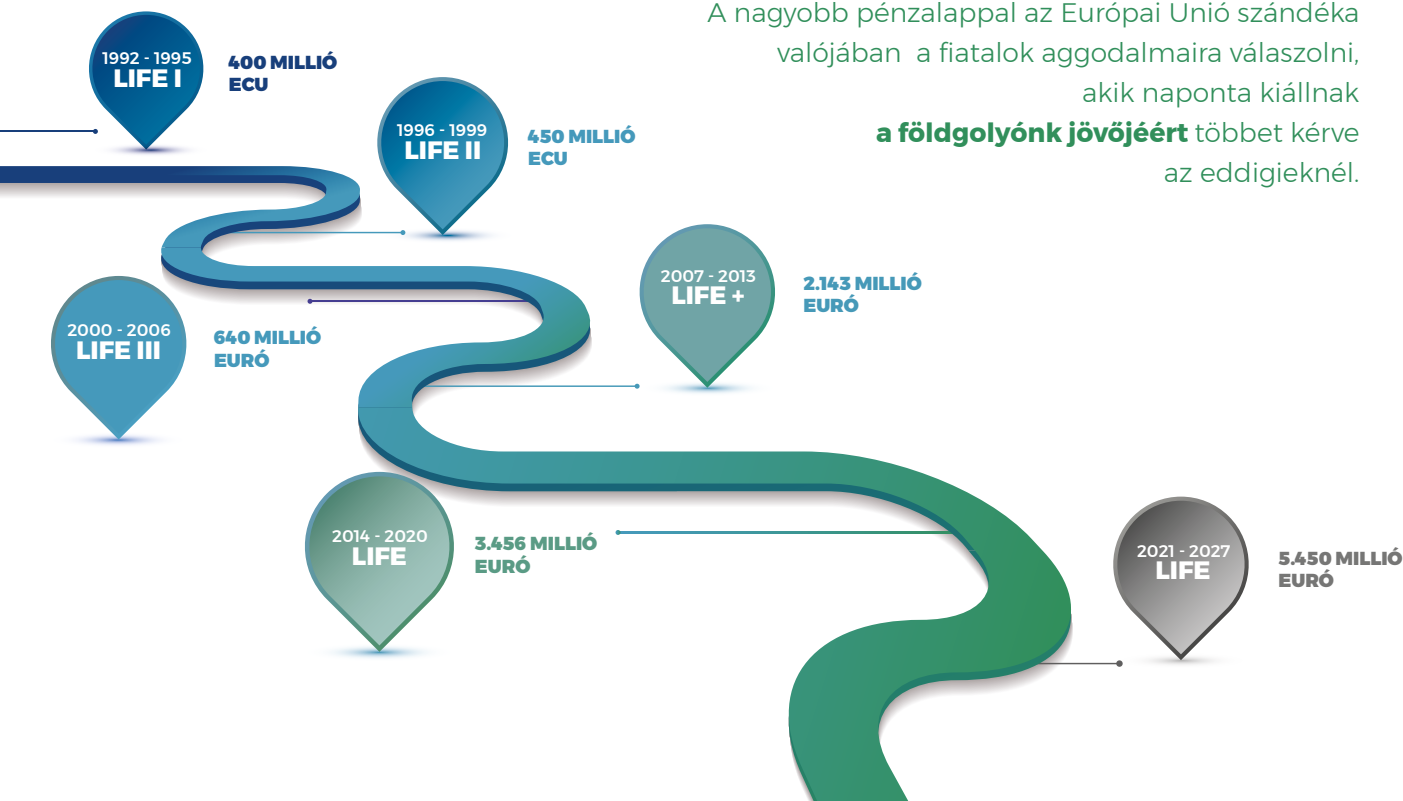 A nagyobb pénzalappal az Európai Unió szándéka
valójában a fiatalok aggodalmaira válaszolni,
akik naponta kiállnak
a földgolyónk jövőjéért többet kérve
az eddigieknél.
1992 - 1995
LIFE I
400 MILLIÓ
ECU
1996 - 1999
LIFE II
450 MILLIÓ
ECU
2000 - 2006
LIFE III
640 MILLIÓ
EURÓ
2007 - 2013
LIFE +
2.143 MILLIÓ
EURÓ
2014 - 2020
LIFE
3.456 MILLIÓ
EURÓ
2021 - 2027
LIFE
5.450 MILLIÓ
EURÓ